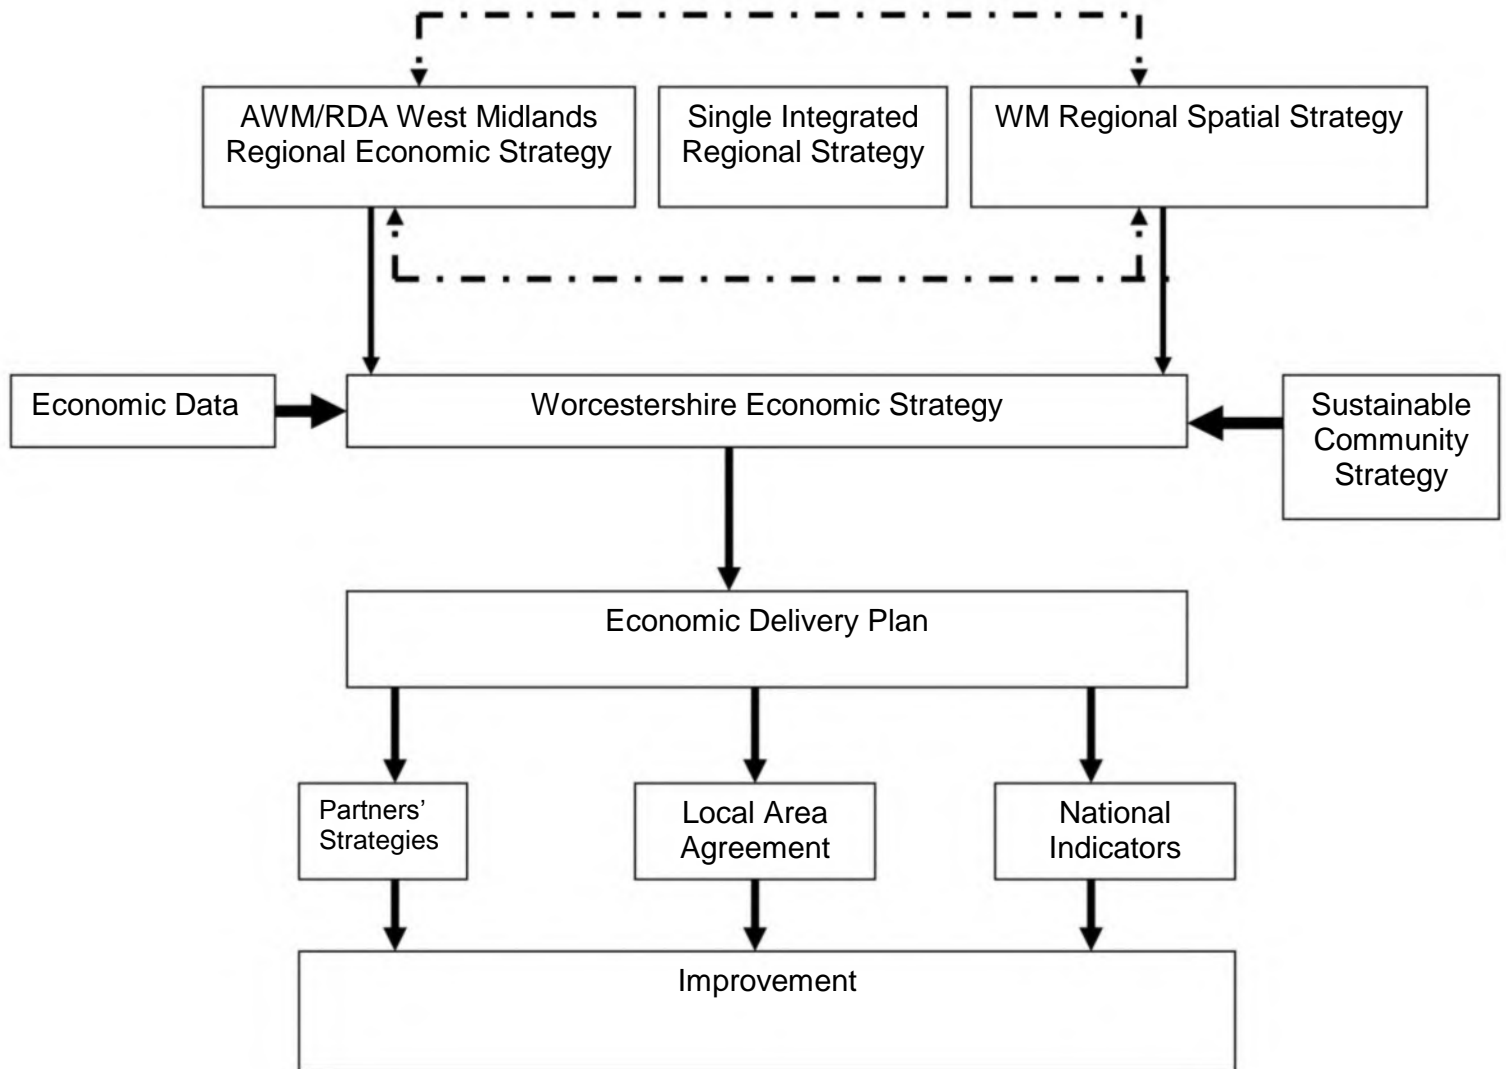 AWM/RDA West Midlands
Regional Economic Strategy
Single Integrated
Regional Strategy
WM Regional Spatial Strategy
Economic Data
Worcestershire Economic Strategy
Sustainable
Community
Strategy
Economic Delivery Plan
Partners’
Strategies
Local Area
Agreement
National
Indicators
Improvement